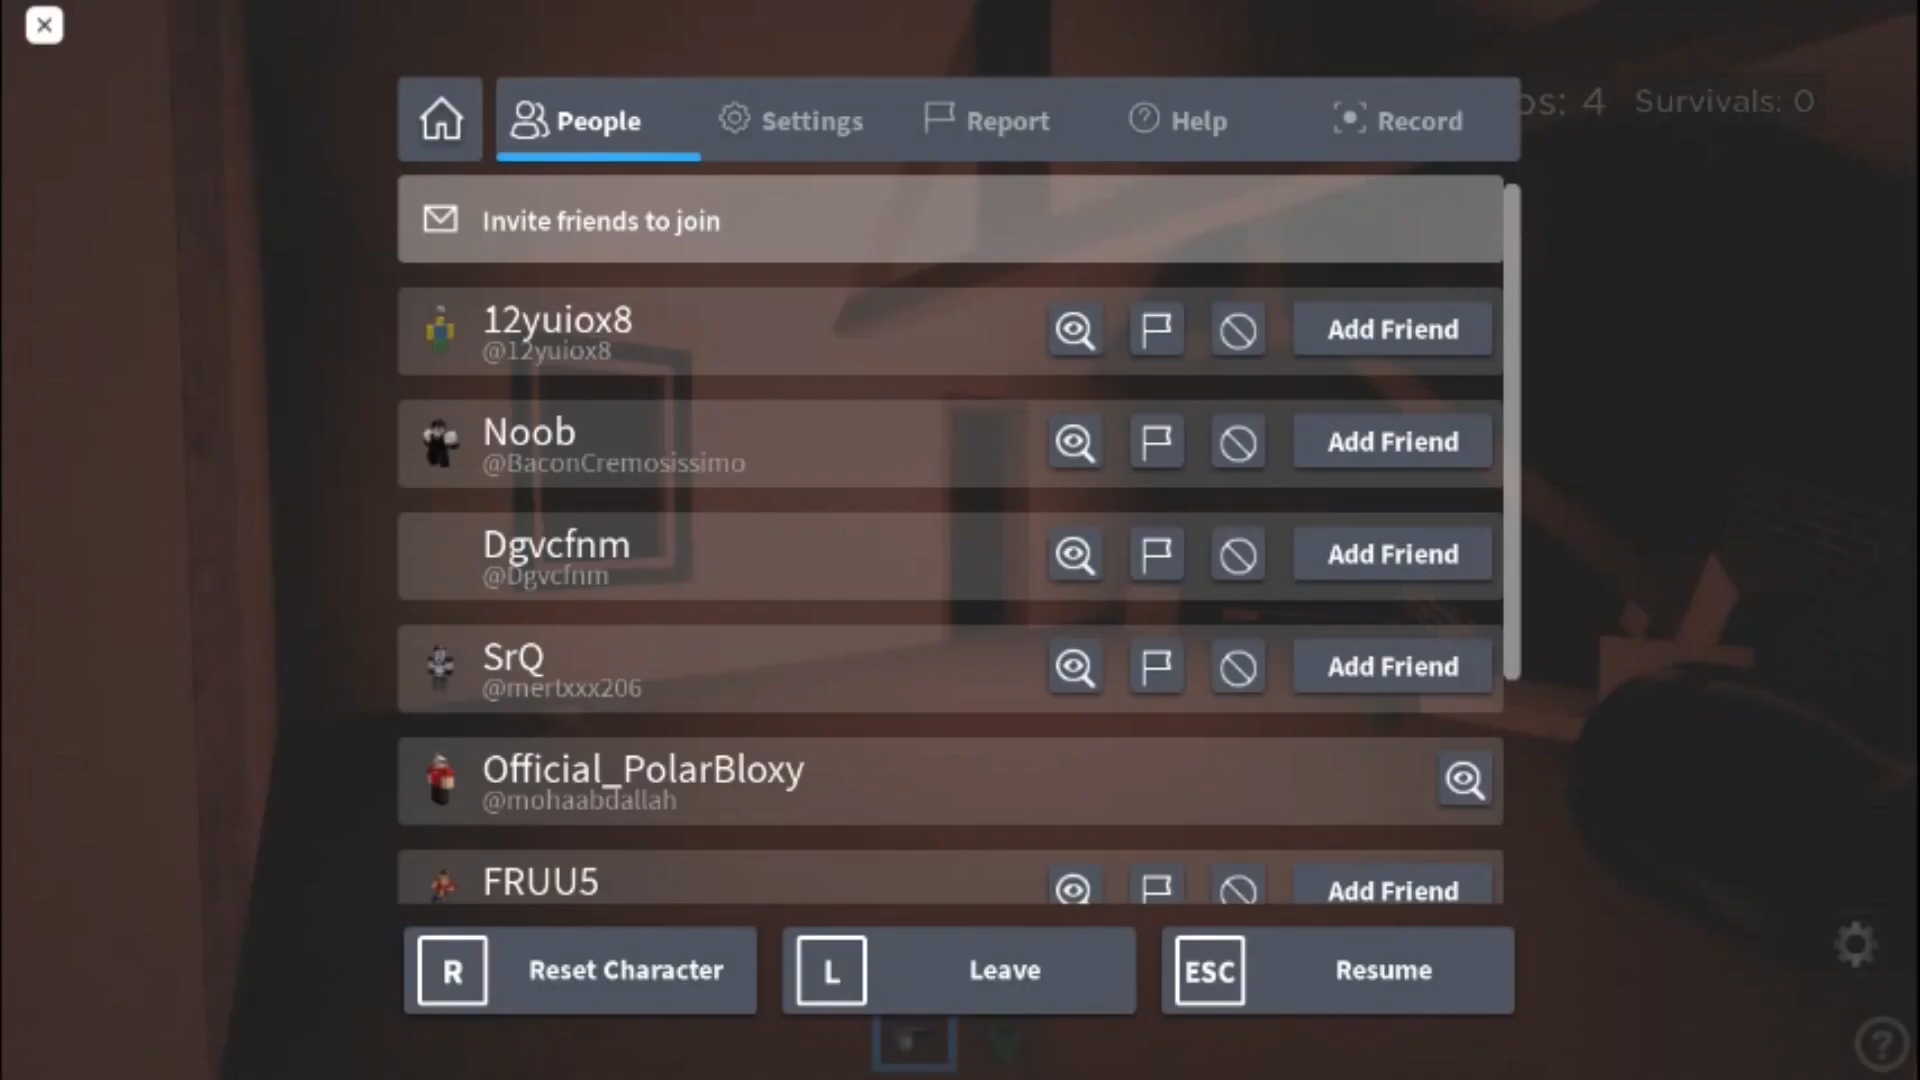 People
Settings
Report
Help
Record
os: 4
Survivals: 0
Invite friends to join
12yuiox8
@12yuiox8
Add Friend
Noob
@BaconCremosissimo
Add Friend
Dgvcfnm
@Dgvcfnm
Add Friend
SrQ
@mertxxx206
Add Friend
Official_PolarBloxy
@mohaabdallah
FRUU5
Add Friend
R
Reset Character
L
Leave
ESC
Resume
?